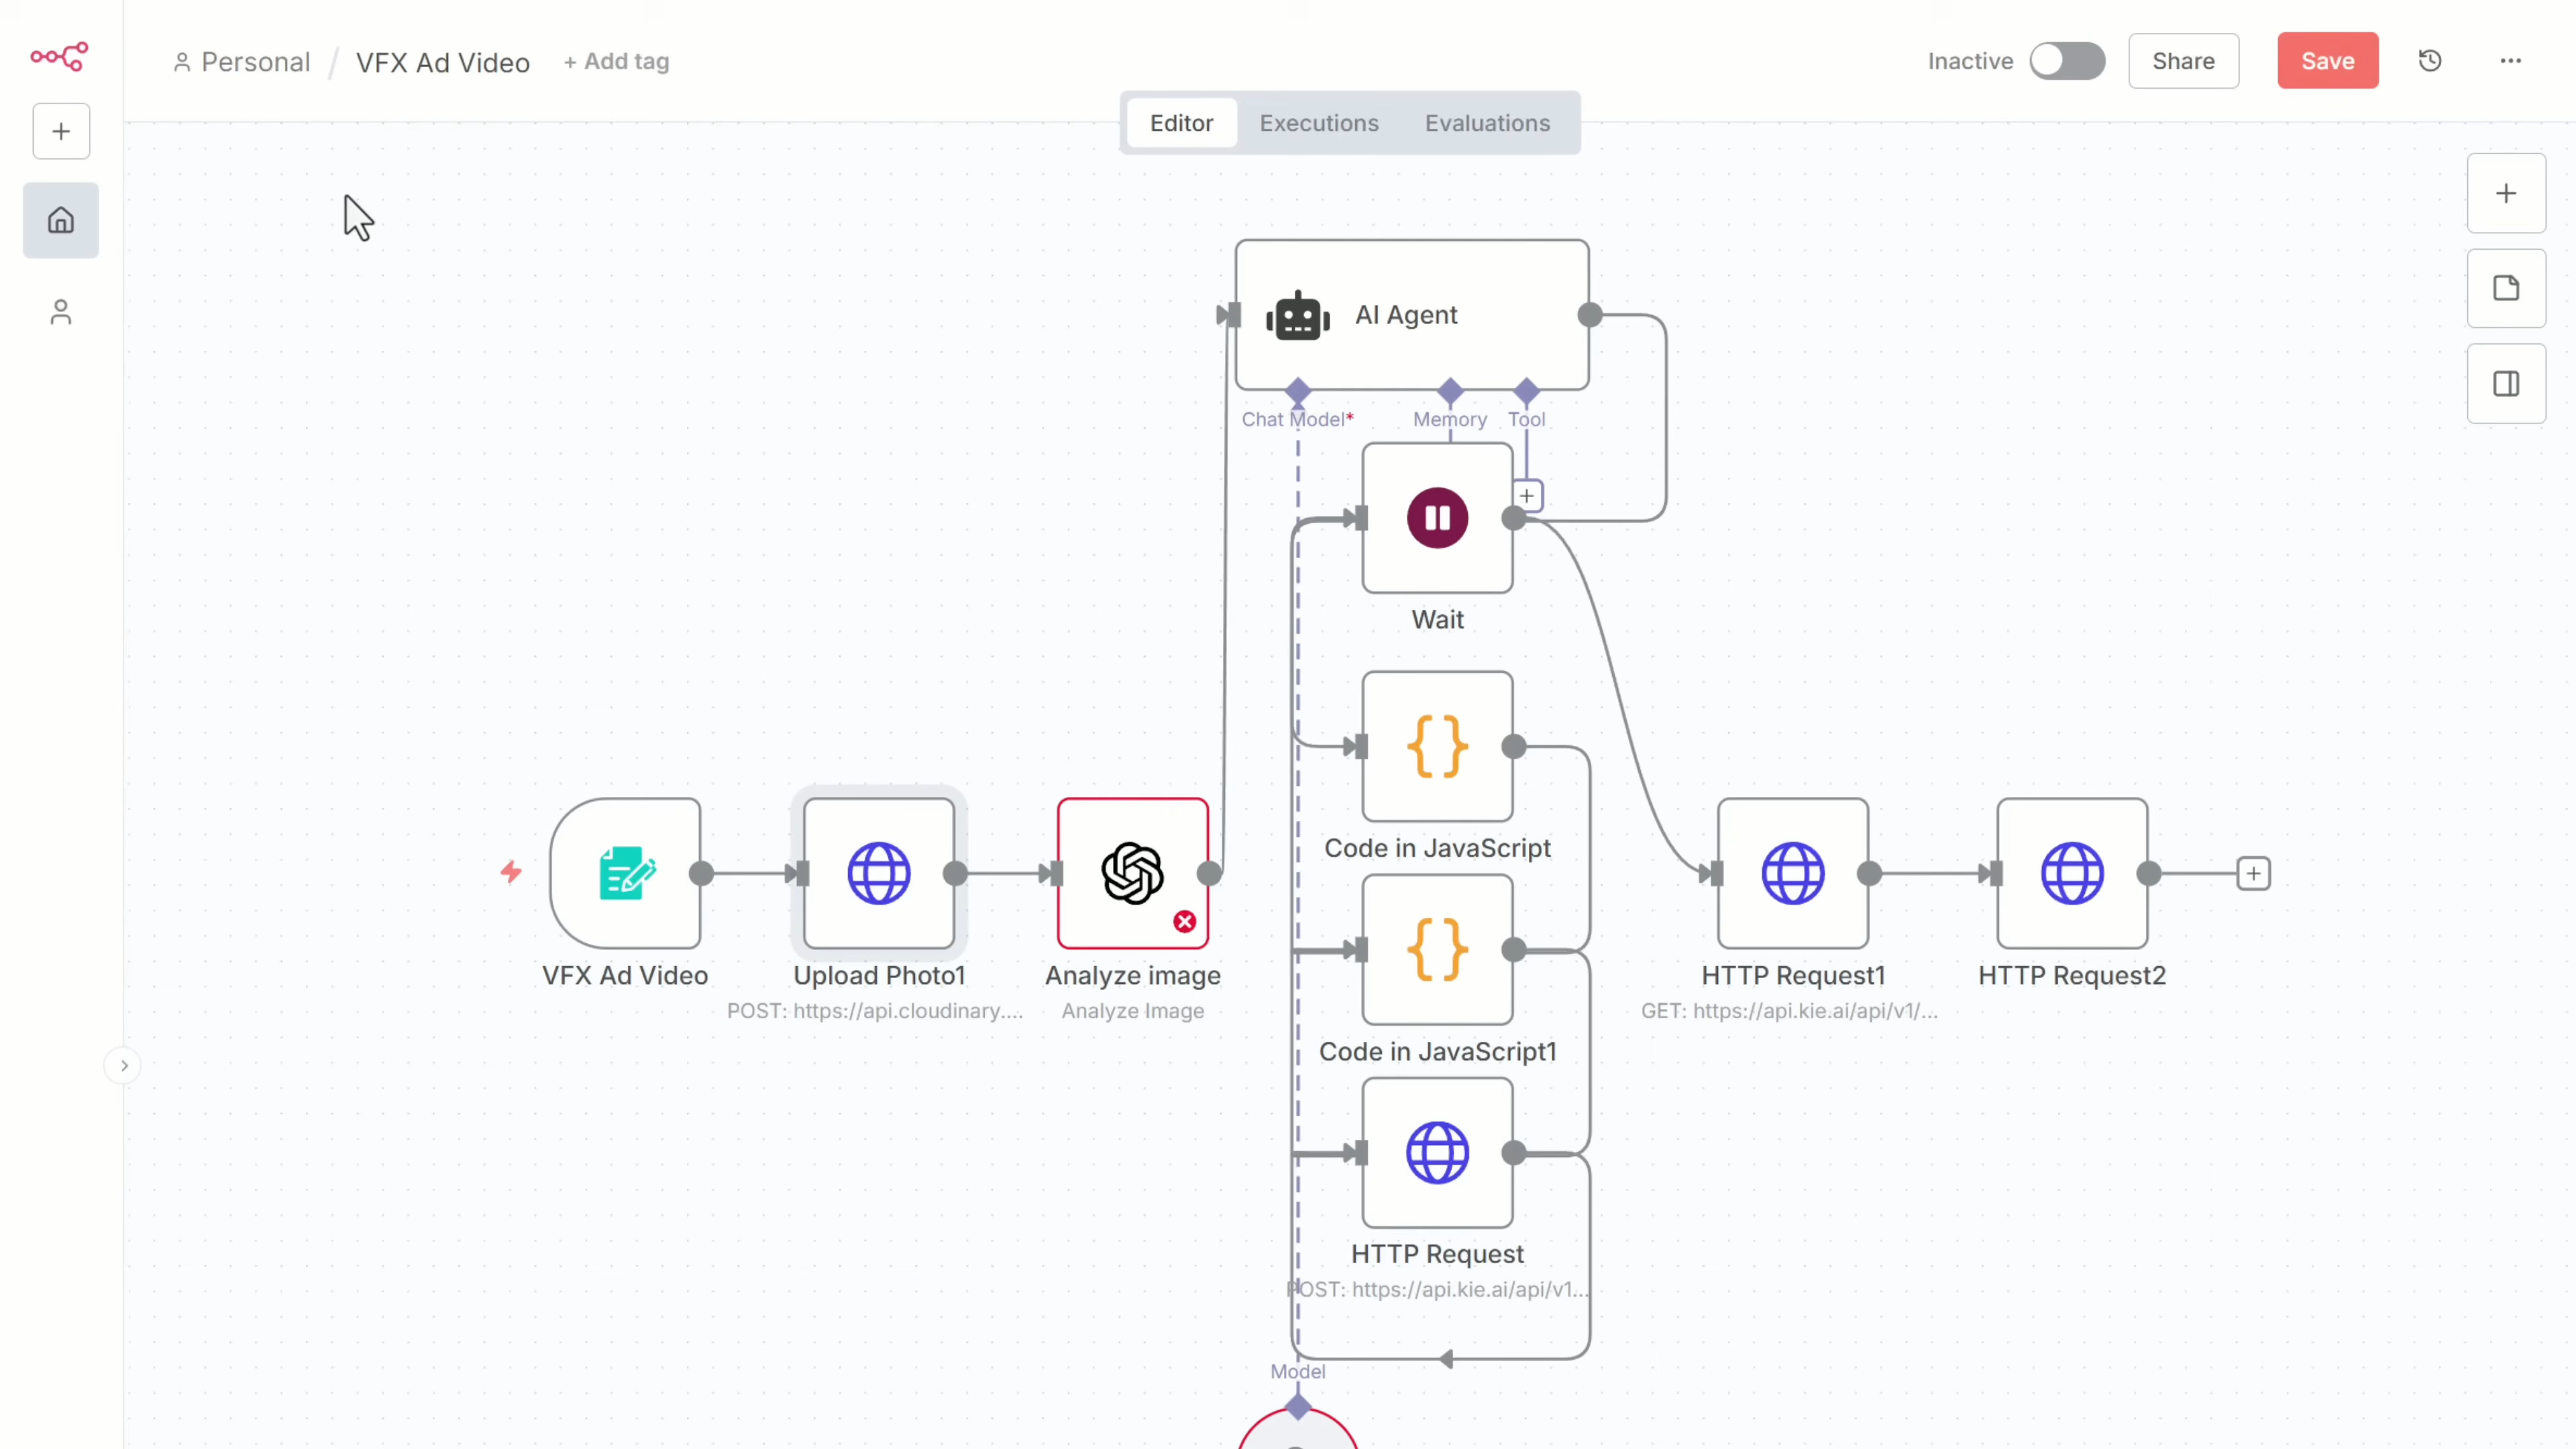 Personal / VFX Ad Video + Add tag
Inactive
Share
Save
Editor Executions Evaluations
AI Agent
Chat Model* Memory Tool
Wait
Code in JavaScript
VFX Ad Video
Upload Photo1
POST: https://api.cloudinary....
Analyze image
Analyze Image
HTTP Request1
GET: https://api.kie.ai/api/v1/...
HTTP Request2
Code in JavaScript1
HTTP Request
POST: https://api.kie.ai/api/v1...
Model